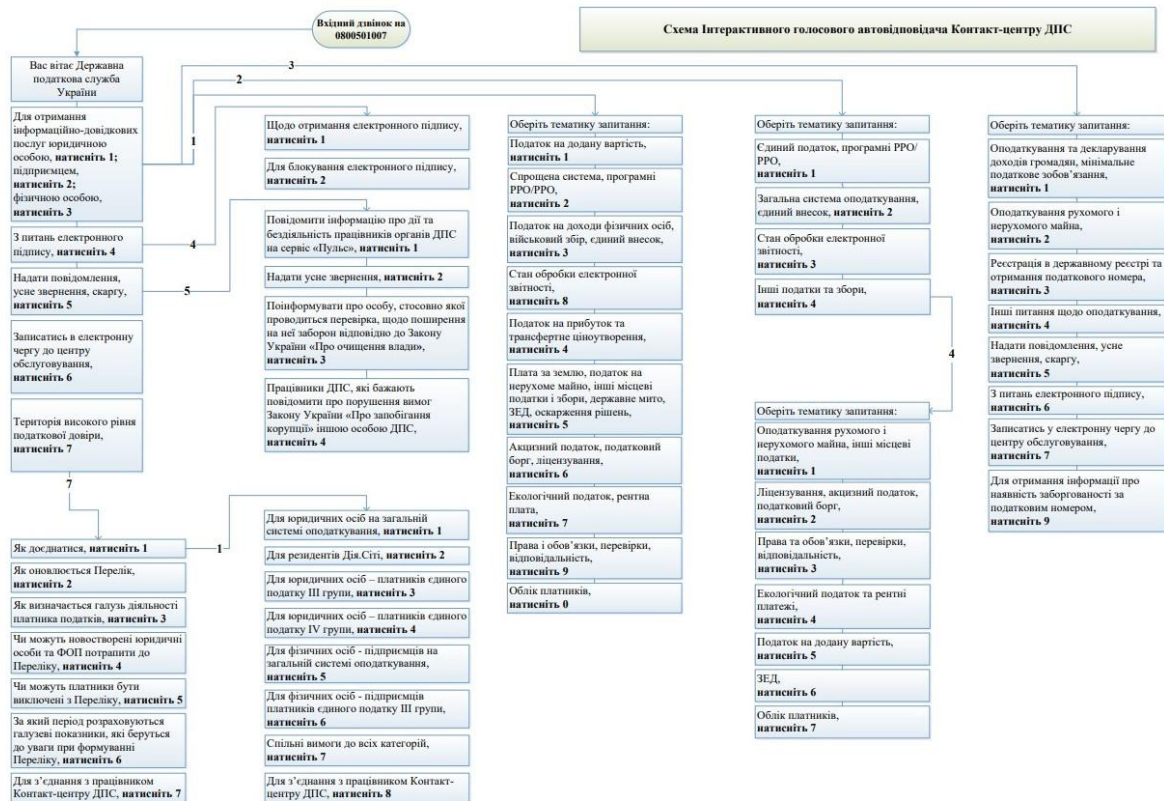 Вхідний дзвінок на
0800501007
Схема Інтерактивного голосового автовідповідача Контакт-центру ДПС
Вас вітає Державна
податкова служба
України
Для отримання
інформаційно-довідкових
послуг юридичною
особою, натисніть 1;
підприємцем,
натисніть 2;
фізичною особою,
натисніть 3
З питань електронного
підпису, натисніть 4
Надати повідомлення,
усне звернення, скаргу,
натисніть 5
Записатись в електронну
чергу до центру
обслуговування,
натисніть 6
Територія високого рівня
податкової довіри,
натисніть 7
1
2
3
4
5
7
Щодо отримання електронного підпису,
натисніть 1
Для блокування електронного підпису,
натисніть 2
Повідомити інформацію про дії та
бездіяльність працівників органів ДПС
на сервіс «Пульс», натисніть 1
Надати усне звернення, натисніть 2
Поінформувати про особу, стосовно якої
проводиться перевірка, щодо поширення
на неї заборон відповідно до Закону
України «Про очищення влади»,
натисніть 3
Працівники ДПС, які бажають
повідомити про порушення вимог
Закону України «Про запобігання
корупції» іншою особою ДПС,
натисніть 4
Оберіть тематику запитання:
Податок на додану вартість,
натисніть 1
Спрощена система, програмні
РРО/РРО,
натисніть 2
Податок на доходи фізичних осіб,
військовий збір, єдиний внесок,
натисніть 3
Стан обробки електронної
звітності,
натисніть 8
Податок на прибуток та
трансфертне ціноутворення,
натисніть 4
Плата за землю, податок на
нерухоме майно, інші місцеві
податки і збори, державне мито,
ЗЕД, оскарження рішень,
натисніть 5
Акцизний податок, податковий
борг, ліцензування,
натисніть 6
Екологічний податок, рентна
плата,
натисніть 7
Права і обов’язки, перевірки,
відповідальність,
натисніть 9
Облік платників,
натисніть 0
Оберіть тематику запитання:
Єдиний податок, програмні РРО/
РРО,
натисніть 1
Загальна система оподаткування,
єдиний внесок, натисніть 2
Стан обробки електронної
звітності,
натисніть 3
Інші податки та збори,
натисніть 4
4
Оберіть тематику запитання:
Оподаткування рухомого і
нерухомого майна, інші місцеві
податки,
натисніть 1
Ліцензування, акцизний податок,
податковий борг,
натисніть 2
Права та обов’язки, перевірки,
відповідальність,
натисніть 3
Екологічний податок та рентні
платежі,
натисніть 4
Податок на додану вартість,
натисніть 5
ЗЕД,
натисніть 6
Облік платників,
натисніть 7
Оберіть тематику запитання:
Оподаткування та декларування
доходів громадян, мінімальне
податкове зобов’язання,
натисніть 1
Оподаткування рухомого і
нерухомого майна,
натисніть 2
Реєстрація в державному реєстрі та
отримання податкового номера,
натисніть 3
Інші питання щодо оподаткування,
натисніть 4
Надати повідомлення, усне
звернення, скаргу,
натисніть 5
З питань електронного підпису,
натисніть 6
Записатись у електронну чергу до
центру обслуговування,
натисніть 7
Для отримання інформації про
наявність заборгованості за
податковим номером,
натисніть 9
Як доєднатися, натисніть 1
Як оновлюється Перелік,
натисніть 2
Як визначається галузь діяльності
платника податків, натисніть 3
Чи можуть новостворені юридичні
особи та ФОП потрапити до
Переліку, натисніть 4
Чи можуть платники бути
виключені з Переліку, натисніть 5
За який період розраховуються
галузеві показники, які беруться
до уваги при формуванні
Переліку, натисніть 6
Для з’єднання з працівником
Контакт-центру ДПС, натисніть 7
1
Для юридичних осіб на загальній
системі оподаткування, натисніть 1
Для резидентів Дія.Сіті, натисніть 2
Для юридичних осіб – платників єдиного
податку ІІІ групи, натисніть 3
Для юридичних осіб – платників єдиного
податку IV групи, натисніть 4
Для фізичних осіб - підприємців на
загальній системі оподаткування,
натисніть 5
Для фізичних осіб - підприємців
платників єдиного податку ІІІ групи,
натисніть 6
Спільні вимоги до всіх категорій,
натисніть 7
Для з’єднання з працівником Контакт-
центру ДПС, натисніть 8